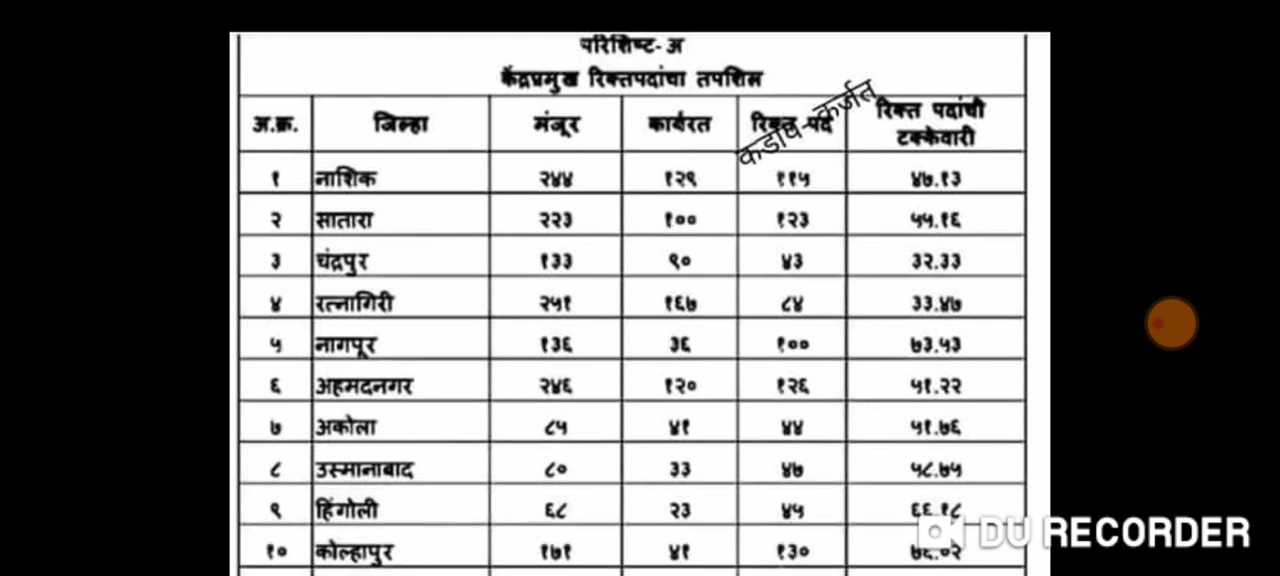 परिशिष्ट-अ
केंद्रप्रमुख रिक्तपदांचा तपशिल
अ.क्र. जिल्हा मंजूर कार्यरत रिक्त पदे रिक्त पदांची टक्केवारी
कडाव-कर्जत
१ नाशिक २४४ १२९ ११५ ४७.१३
२ सातारा २२३ १०० १२३ ५५.१६
३ चंद्रपुर १३३ ९० ४३ ३२.३३
४ रत्नागिरी २५१ १६७ ८४ ३३.४७
५ नागपूर १३६ ३६ १०० ७३.५३
६ अहमदनगर २४६ १२० १२६ ५१.२२
७ अकोला ८५ ४१ ४४ ५१.७६
८ उस्मानाबाद ८० ३३ ४७ ५८.७५
९ हिंगोली ६८ २३ ४५ ६६.१८
१० कोल्हापुर १७१ ४१ १३० ७६.०२
DU RECORDER